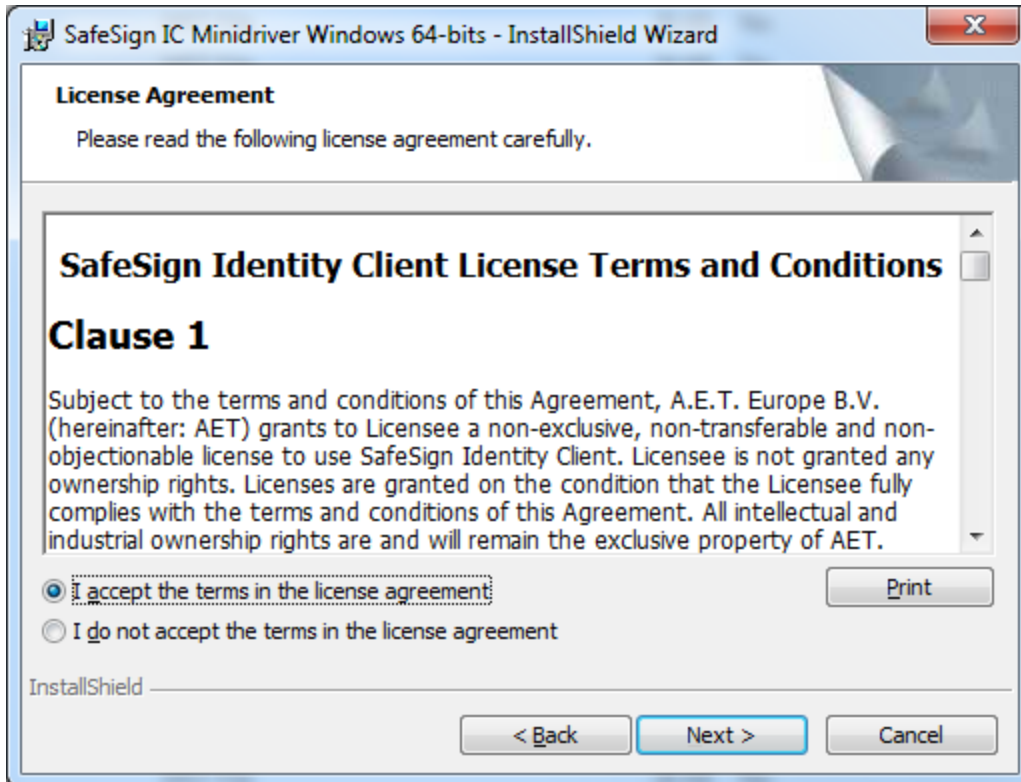 SafeSign IC Minidriver Windows 64-bits - InstallShield Wizard
License Agreement
Please read the following license agreement carefully.
SafeSign Identity Client License Terms and Conditions
Clause 1
Subject to the terms and conditions of this Agreement, A.E.T. Europe B.V.
(hereinafter: AET) grants to Licensee a non-exclusive, non-transferable and non-
objectionable license to use SafeSign Identity Client. Licensee is not granted any
ownership rights. Licenses are granted on the condition that the Licensee fully
complies with the terms and conditions of this Agreement. All intellectual and
industrial ownership rights are and will remain the exclusive property of AET.
I accept the terms in the license agreement
Print
I do not accept the terms in the license agreement
InstallShield
< Back
Next >
Cancel